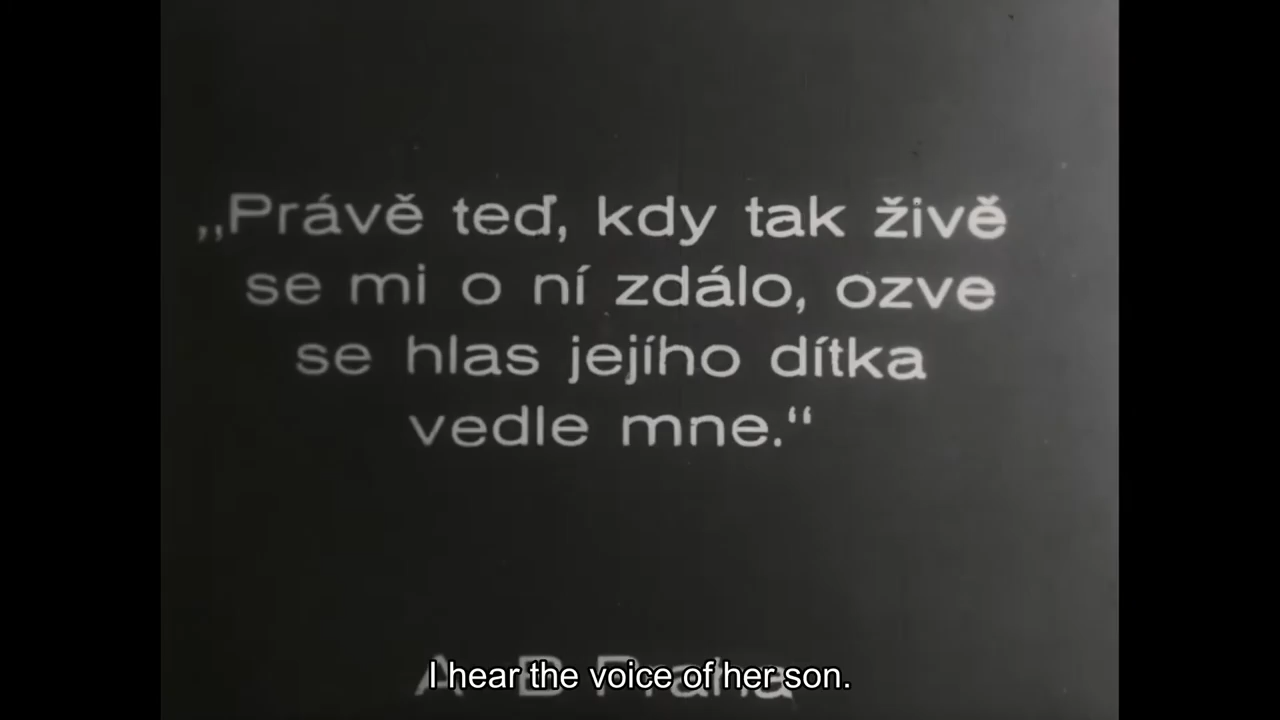 „Právě teď, kdy tak živě
se mi o ní zdálo, ozve
se hlas jejího dítka
vedle mne.“
A-B Praha
I hear the voice of her son.